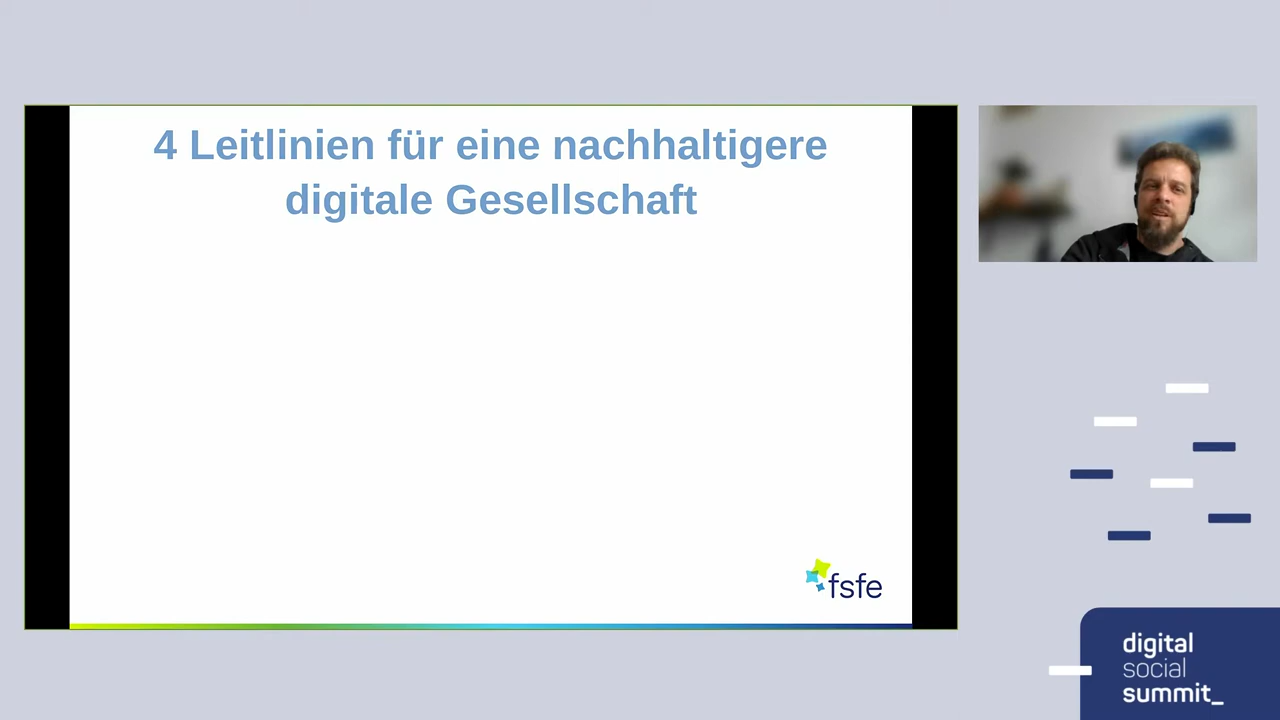 4 Leitlinien für eine nachhaltigere
digitale Gesellschaft
fsfe
digital
social
summit_